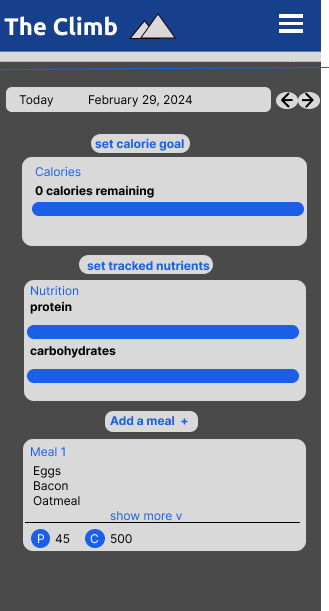 The Climb
Today February 29, 2024
set calorie goal
Calories
0 calories remaining
set tracked nutrients
Nutrition
protein
carbohydrates
Add a meal +
Meal 1
Eggs
Bacon
Oatmeal
show more v
P 45 C 500